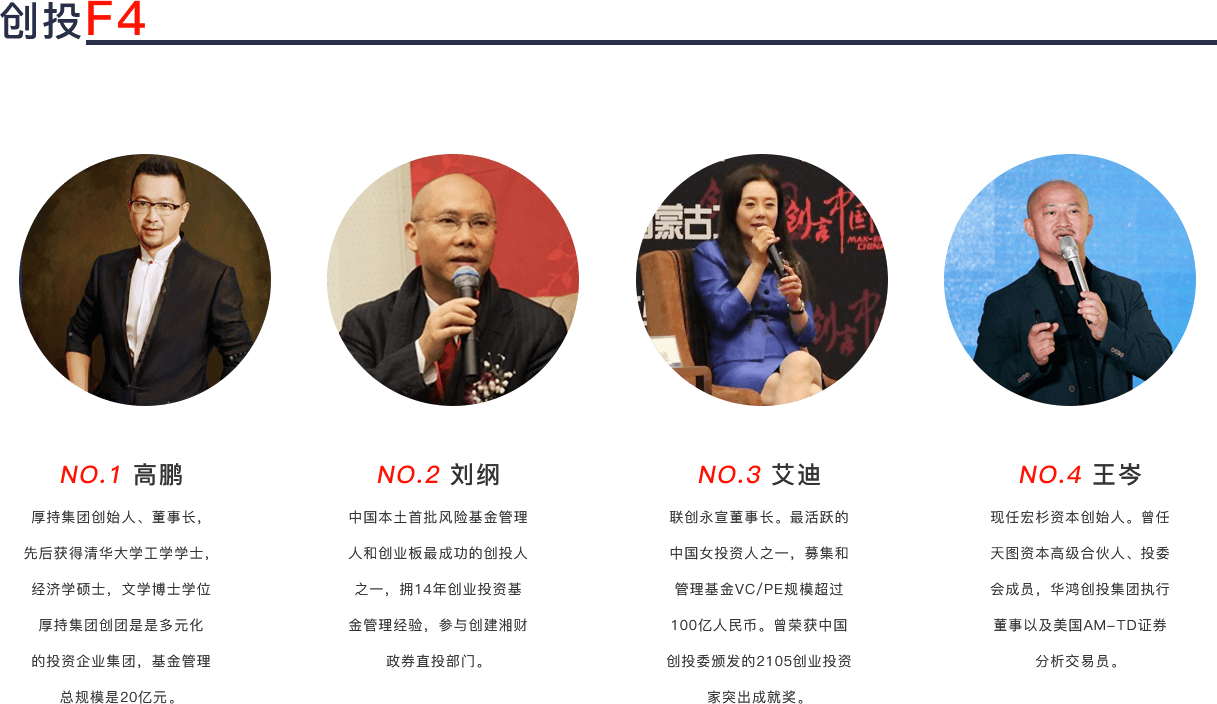 创投F4
蒙古
创富中国
MAK
CHINA
NO.1 高鹏
厚持集团创始人、董事长，
先后获得清华大学工学学士，
经济学硕士，文学博士学位
厚持集团创团是是多元化
的投资企业集团，基金管理
总规模是20亿元。
NO.2 刘纲
中国本土首批风险基金管理
人和创业板最成功的创投人
之一，拥14年创业投资基
金管理经验，参与创建湘财
政券直投部门。
NO.3 艾迪
联创永宣董事长。最活跃的
中国女投资人之一，募集和
管理基金VC/PE规模超过
100亿人民币。曾荣获中国
创投委颁发的2105创业投资
家突出成就奖。
NO.4 王岑
现任宏杉资本创始人。曾任
天图资本高级合伙人、投委
会成员，华鸿创投集团执行
董事以及美国AM-TD证券
分析交易员。